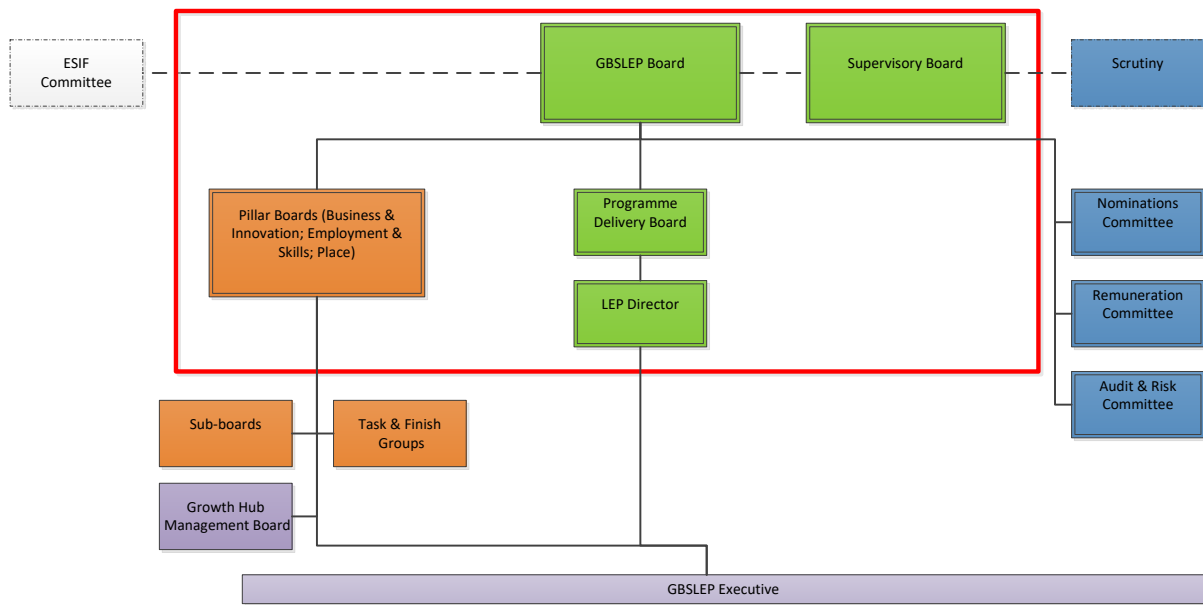 ESIF
Committee
GBSLEP Board
Supervisory Board
Scrutiny
Pillar Boards (Business &
Innovation; Employment &
Skills; Place)
Programme
Delivery Board
Nominations
Committee
LEP Director
Remuneration
Committee
Audit & Risk
Committee
Sub-boards
Task & Finish
Groups
Growth Hub
Management Board
GBSLEP Executive